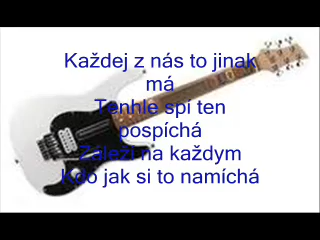 Každej z nás to jinak
má
Tenhle spí ten
pospíchá
Záleží na každym
Kdo jak si to namíchá